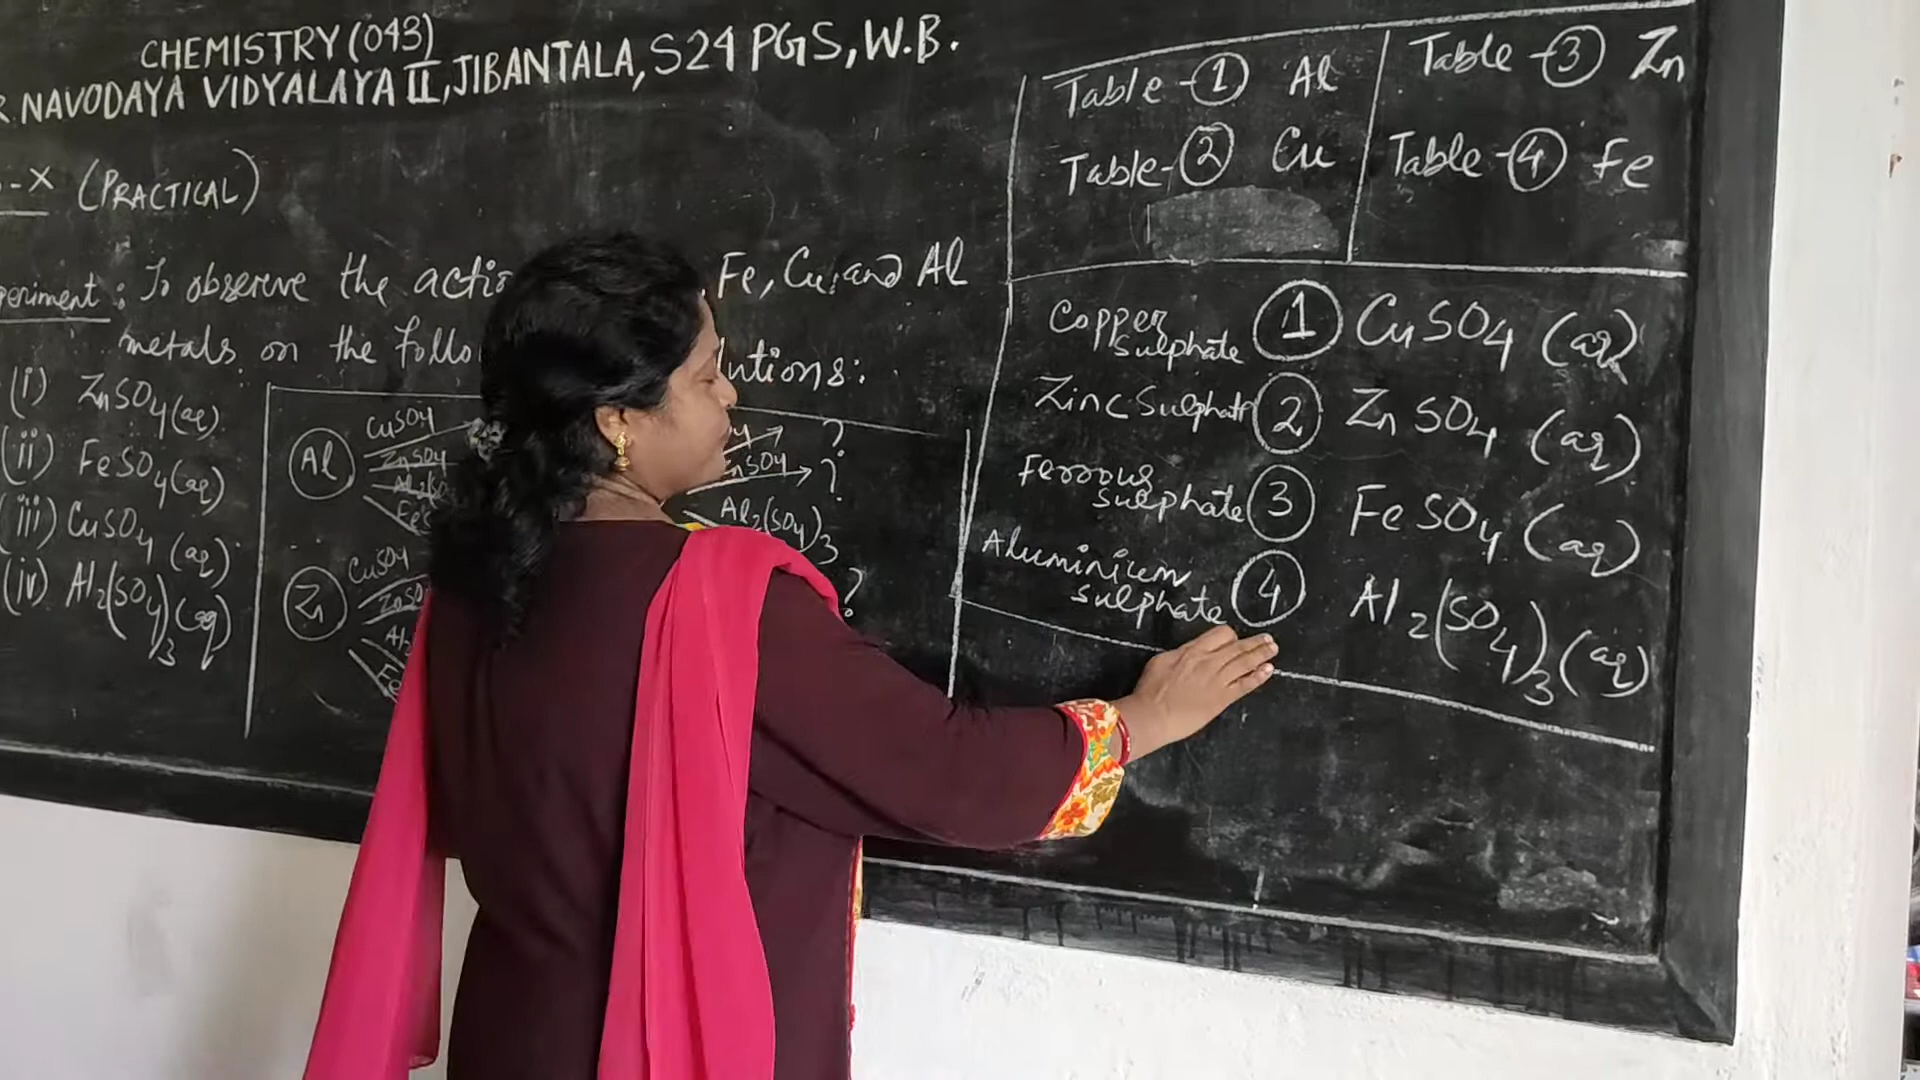 CHEMISTRY (043)
NAVODAYA VIDYALAYA II, JIBANTALA, S24 PGS, W.B.
- X (PRACTICAL)
periment : To observe the actio Fe, Cu, and Al
metals on the follo utions :
(i) ZnSO4 (aq)
(ii) FeSO4 (aq)
(iii) CuSO4 (aq)
(iv) Al2(SO4)3 (aq)
Al
CuSO4
ZnSO4
Zn
CuSO4
ZnSO
?
nSO4 ?
Al2(SO4)3
?
Table - 1 Al
Table - 2 Cu
Table - 3 Zn
Table - 4 Fe
Copper
Sulphate 1 CuSO4 (aq)
Zinc Sulphate 2 ZnSO4 (aq)
Ferrous
Sulphate 3 FeSO4 (aq)
Aluminium
Sulphate 4 Al2(SO4)3 (aq)